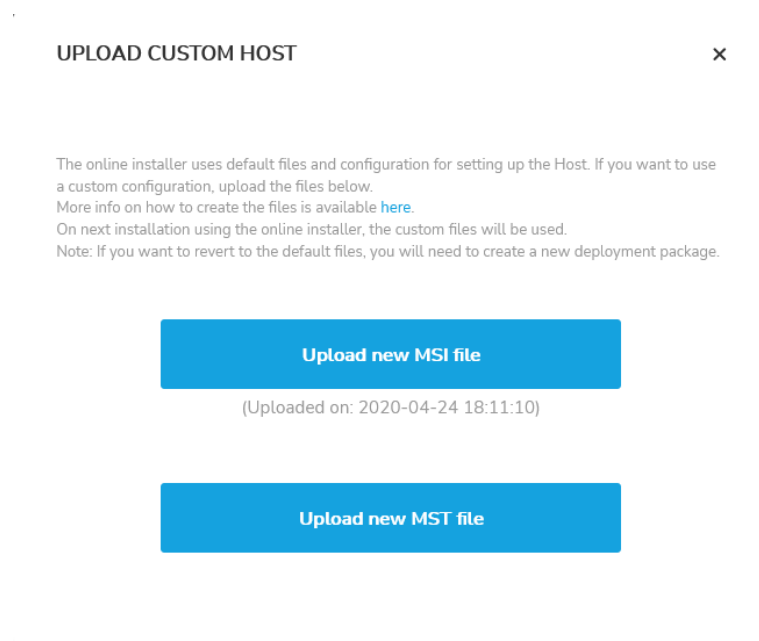 UPLOAD CUSTOM HOST ×
The online installer uses default files and configuration for setting up the Host. If you want to use
a custom configuration, upload the files below.
More info on how to create the files is available here.
On next installation using the online installer, the custom files will be used.
Note: If you want to revert to the default files, you will need to create a new deployment package.
Upload new MSI file
(Uploaded on: 2020-04-24 18:11:10)
Upload new MST file